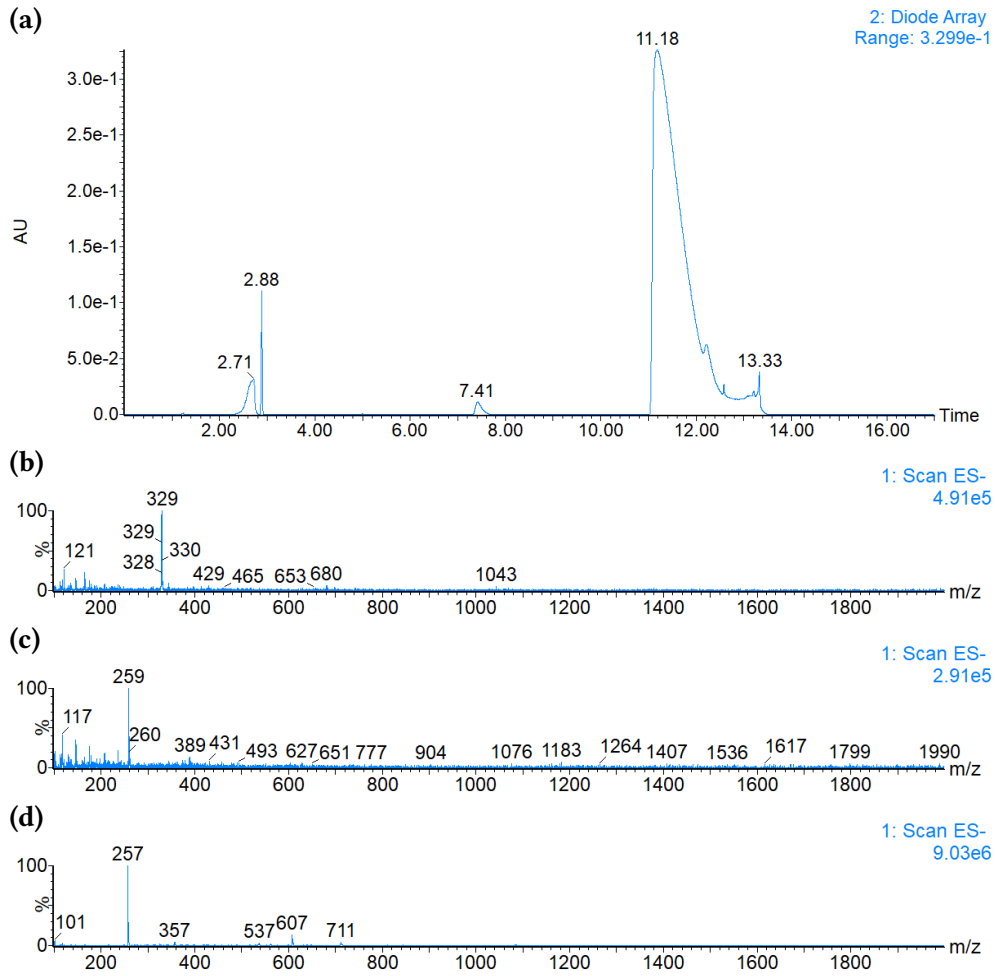 (a)
2: Diode Array
Range: 3.299e-1
11.18
3.0e-1
2.5e-1
2.0e-1
1.5e-1
1.0e-1
5.0e-2
0.0
AU
2.88
2.71
7.41
13.33
Time
2.00 4.00 6.00 8.00 10.00 12.00 14.00 16.00
(b)
1: Scan ES-
4.91e5
100
%
0
329
329
330
328
121
429 465 653 680 1043
m/z
200 400 600 800 1000 1200 1400 1600 1800
(c)
1: Scan ES-
2.91e5
100
%
0
259
117
260
389 431 493 627 651 777 904 1076 1183 1264 1407 1536 1617 1799 1990
m/z
200 400 600 800 1000 1200 1400 1600 1800
(d)
1: Scan ES-
9.03e6
100
%
0
257
101 357 537 607 711
m/z
200 400 600 800 1000 1200 1400 1600 1800